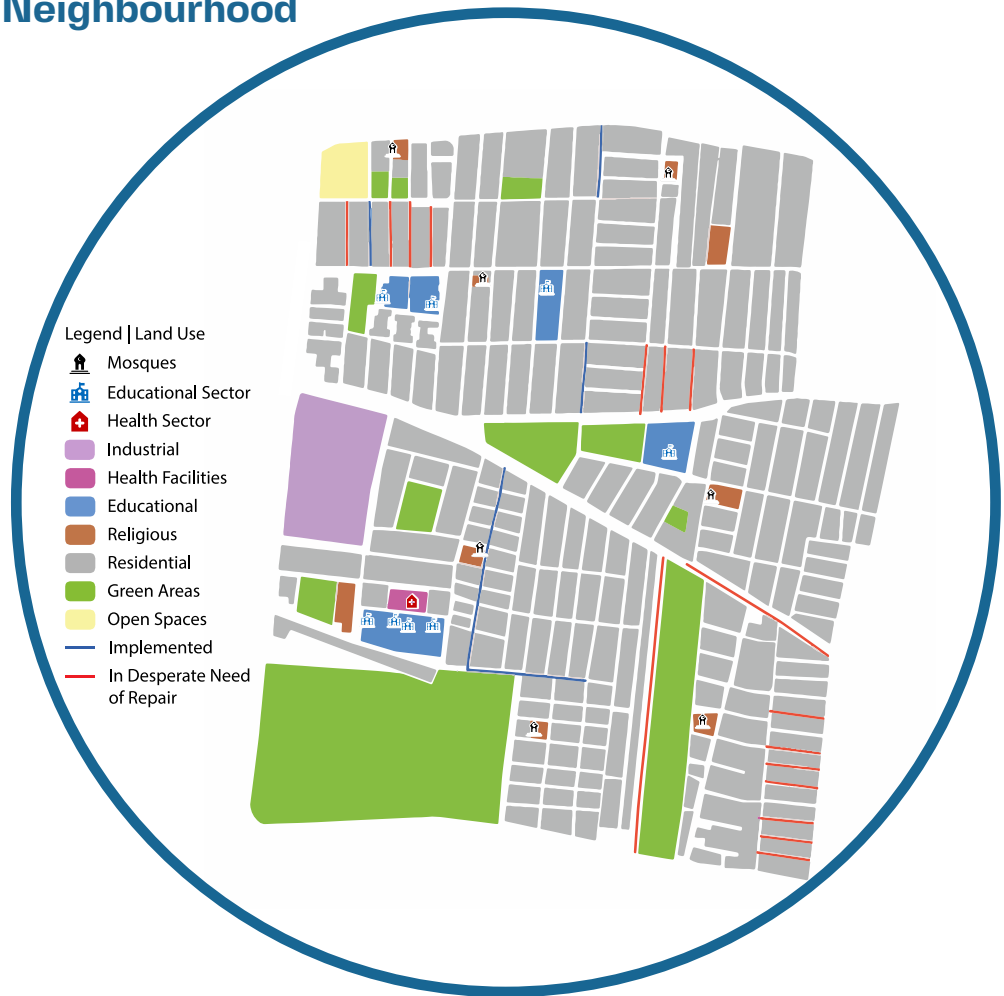 Neighbourhood
Legend | Land Use
Mosques
Educational Sector
Health Sector
Industrial
Health Facilities
Educational
Religious
Residential
Green Areas
Open Spaces
Implemented
In Desperate Need
of Repair